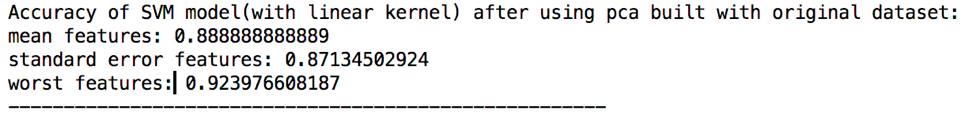 Accuracy of SVM model(with linear kernel) after using pca built with original dataset:
mean features: 0.888888888889
standard error features: 0.87134502924
worst features: 0.923976608187
------------------------------------------------------